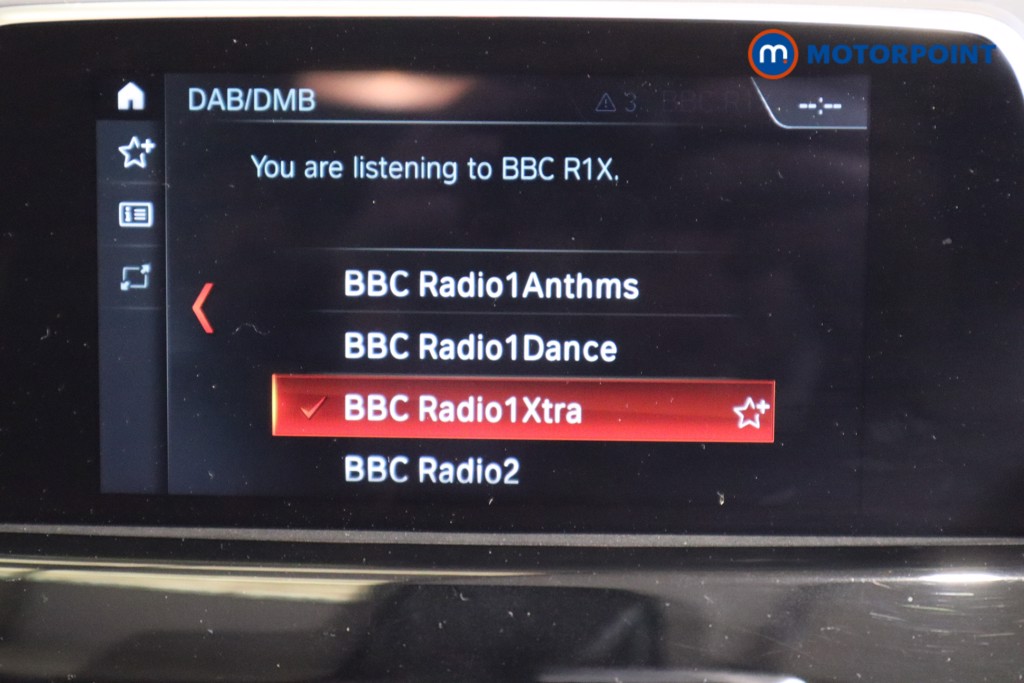 MOTORPOINT
DAB/DMB
--:--
You are listening to BBC R1X.
BBC Radio1Anthms
BBC Radio1Dance
BBC Radio1Xtra
BBC Radio2